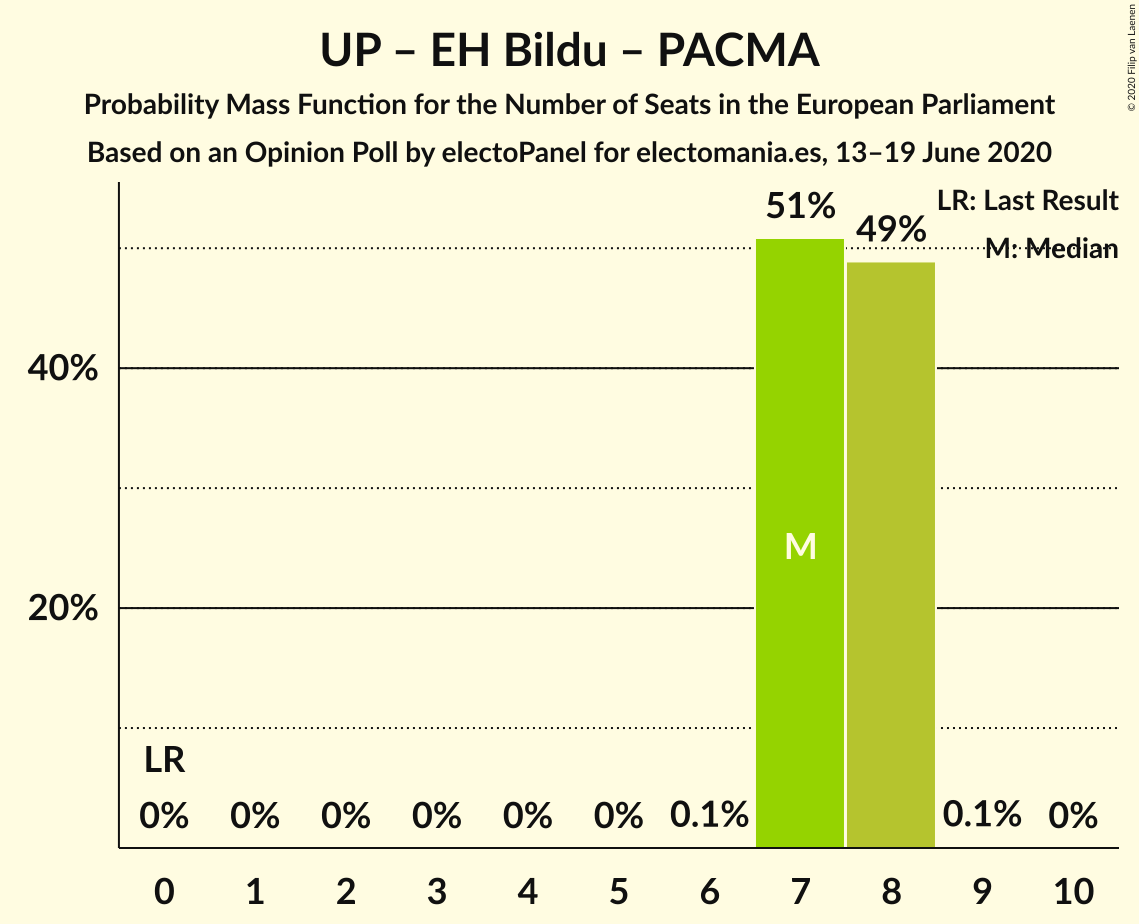 UP – EH Bildu – PACMA
Probability Mass Function for the Number of Seats in the European Parliament
Based on an Opinion Poll by electoPanel for electomania.es, 13–19 June 2020
© 2020 Filip van Laenen
LR: Last Result
M: Median
51%
49%
40%
20%
M
LR
0% 0% 0% 0% 0% 0% 0.1% 0.1% 0%
0 1 2 3 4 5 6 7 8 9 10